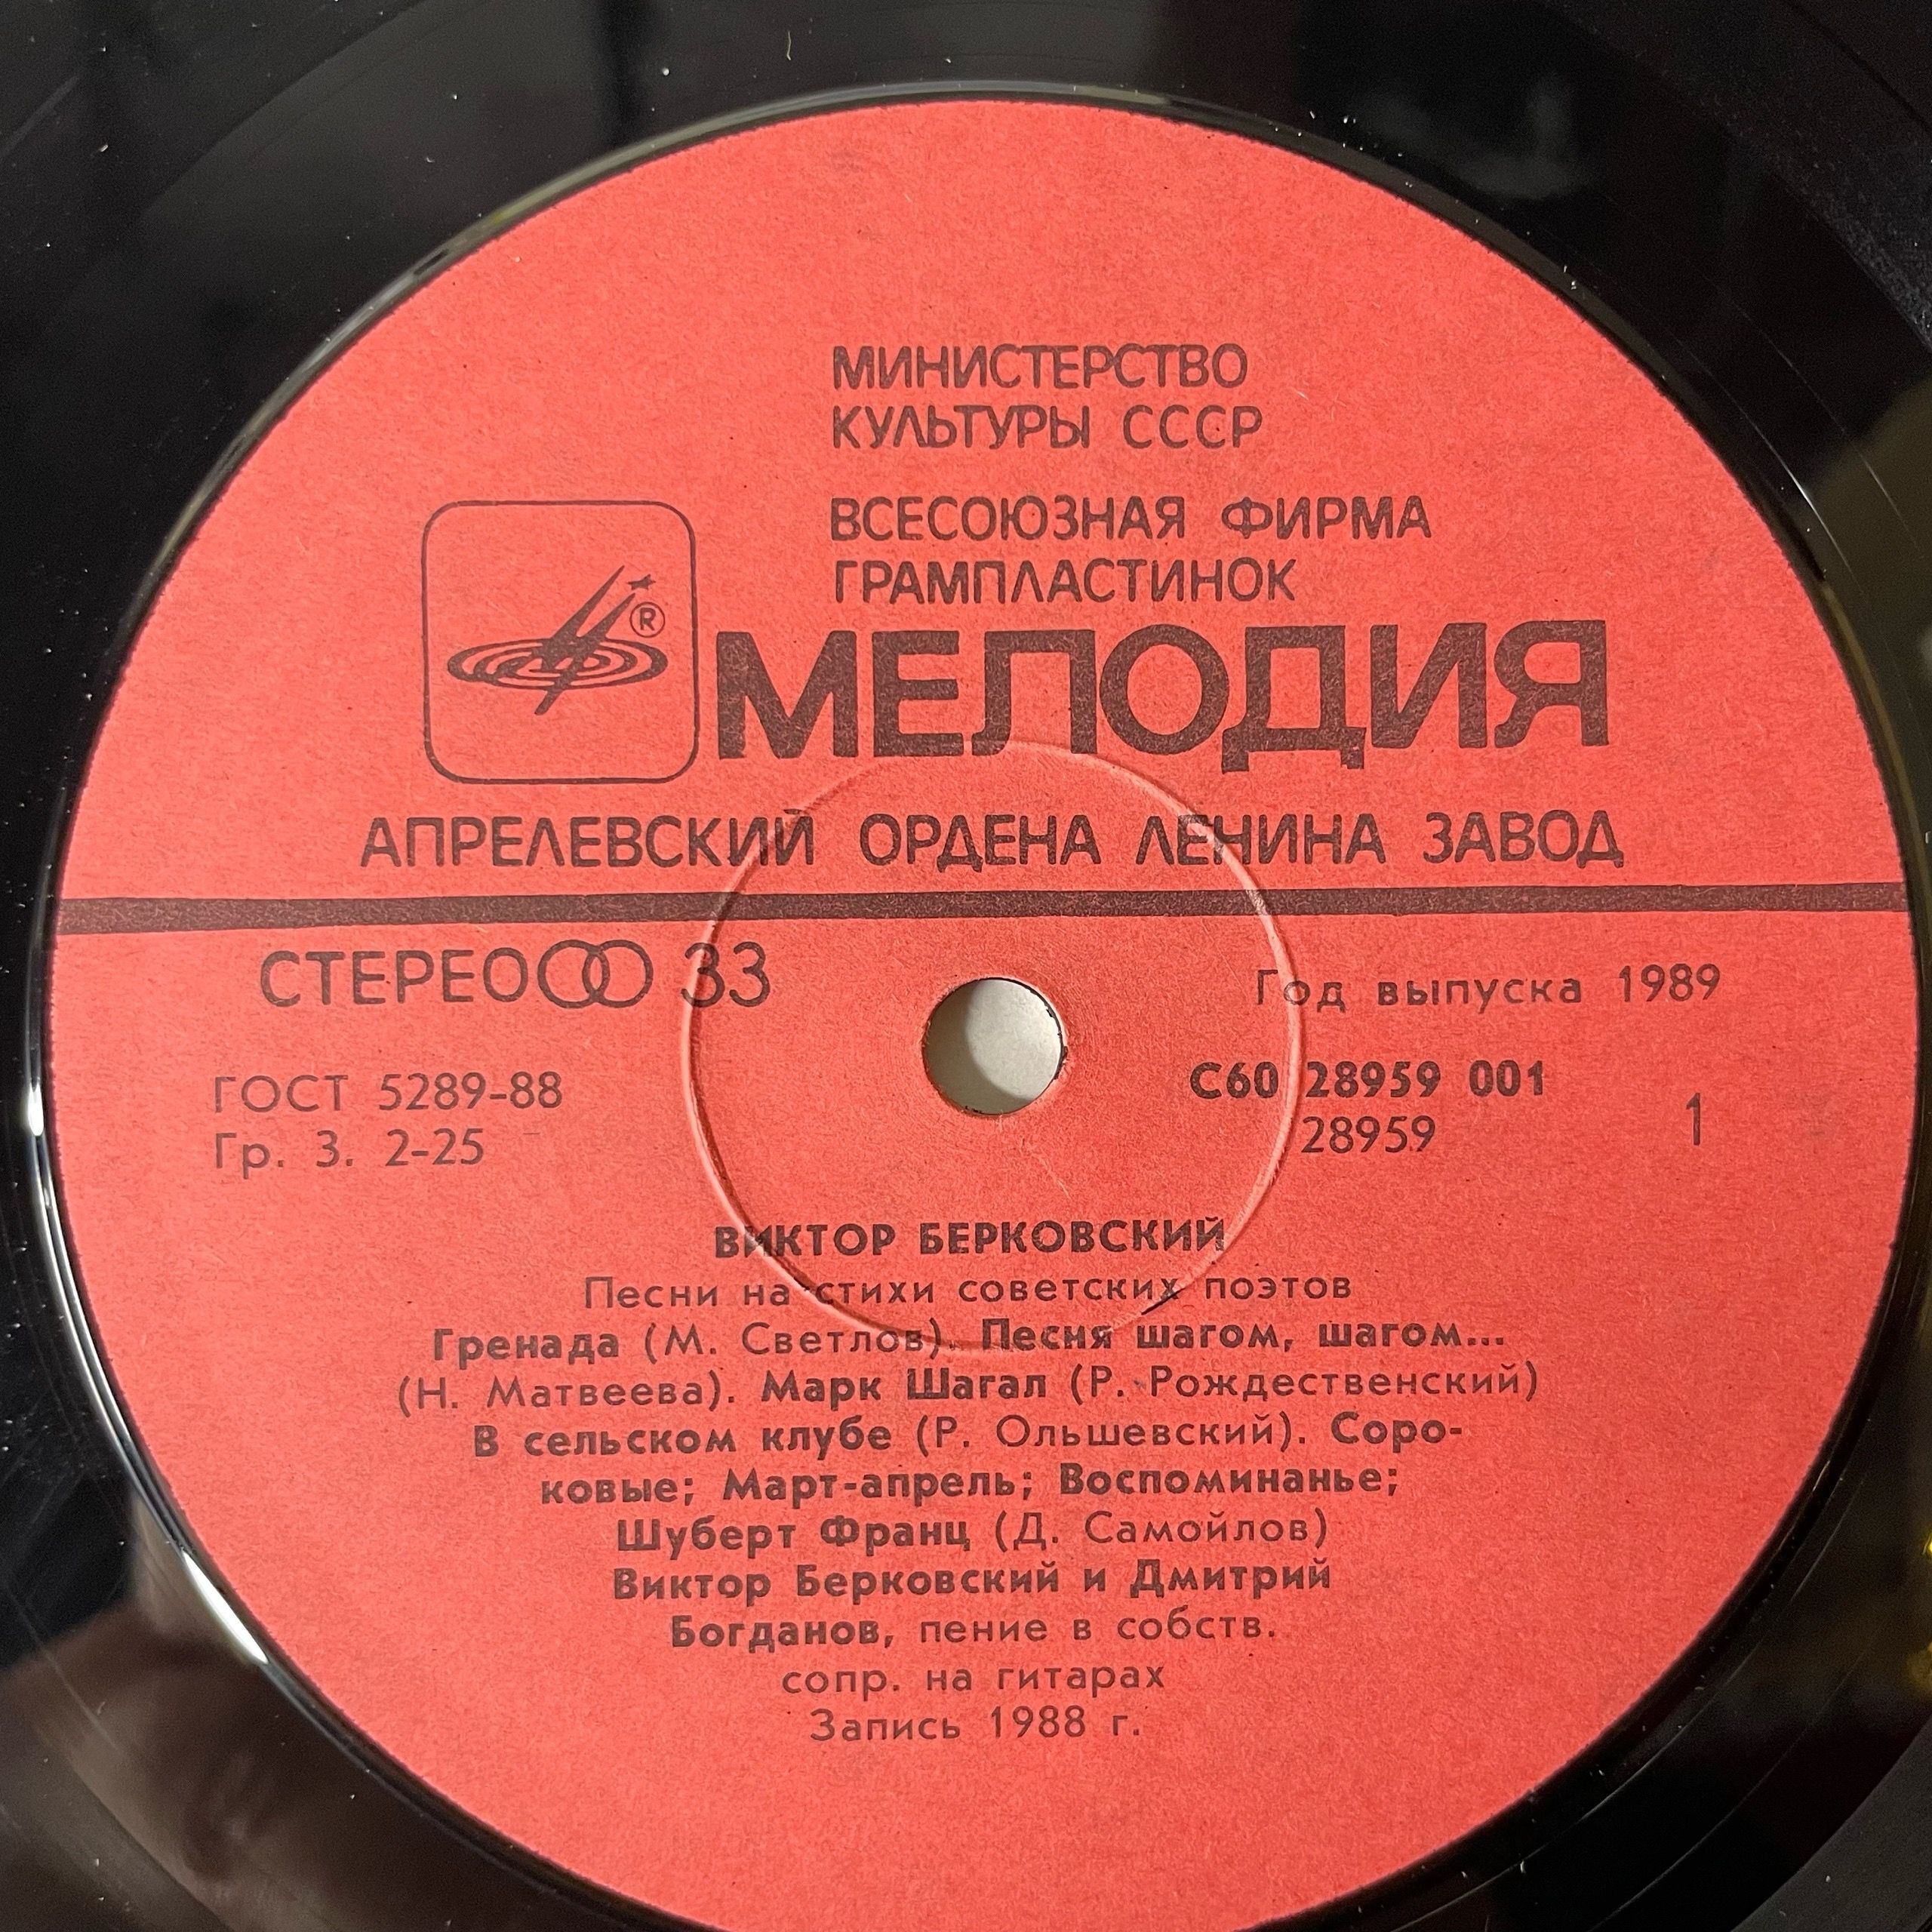 МИНИСТЕРСТВО
КУЛЬТУРЫ СССР
ВСЕСОЮЗНАЯ ФИРМА
ГРАМПЛАСТИНОК
®
МЕЛОДИЯ
АПРЕЛЕВСКИЙ ОРДЕНА ЛЕНИНА ЗАВОД
СТЕРЕО 33
Год выпуска 1989
ГОСТ 5289-88
Гр. 3. 2-25
С60 28959 001
28959
1
ВИКТОР БЕРКОВСКИЙ
Песни на стихи советских поэтов
Гренада (М. Светлов). Песня шагом, шагом...
(Н. Матвеева). Марк Шагал (Р. Рождественский)
В сельском клубе (Р. Ольшевский). Соро-
ковые; Март-апрель; Воспоминанье;
Шуберт Франц (Д. Самойлов)
Виктор Берковский и Дмитрий
Богданов, пение в собств.
сопр. на гитарах
Запись 1988 г.